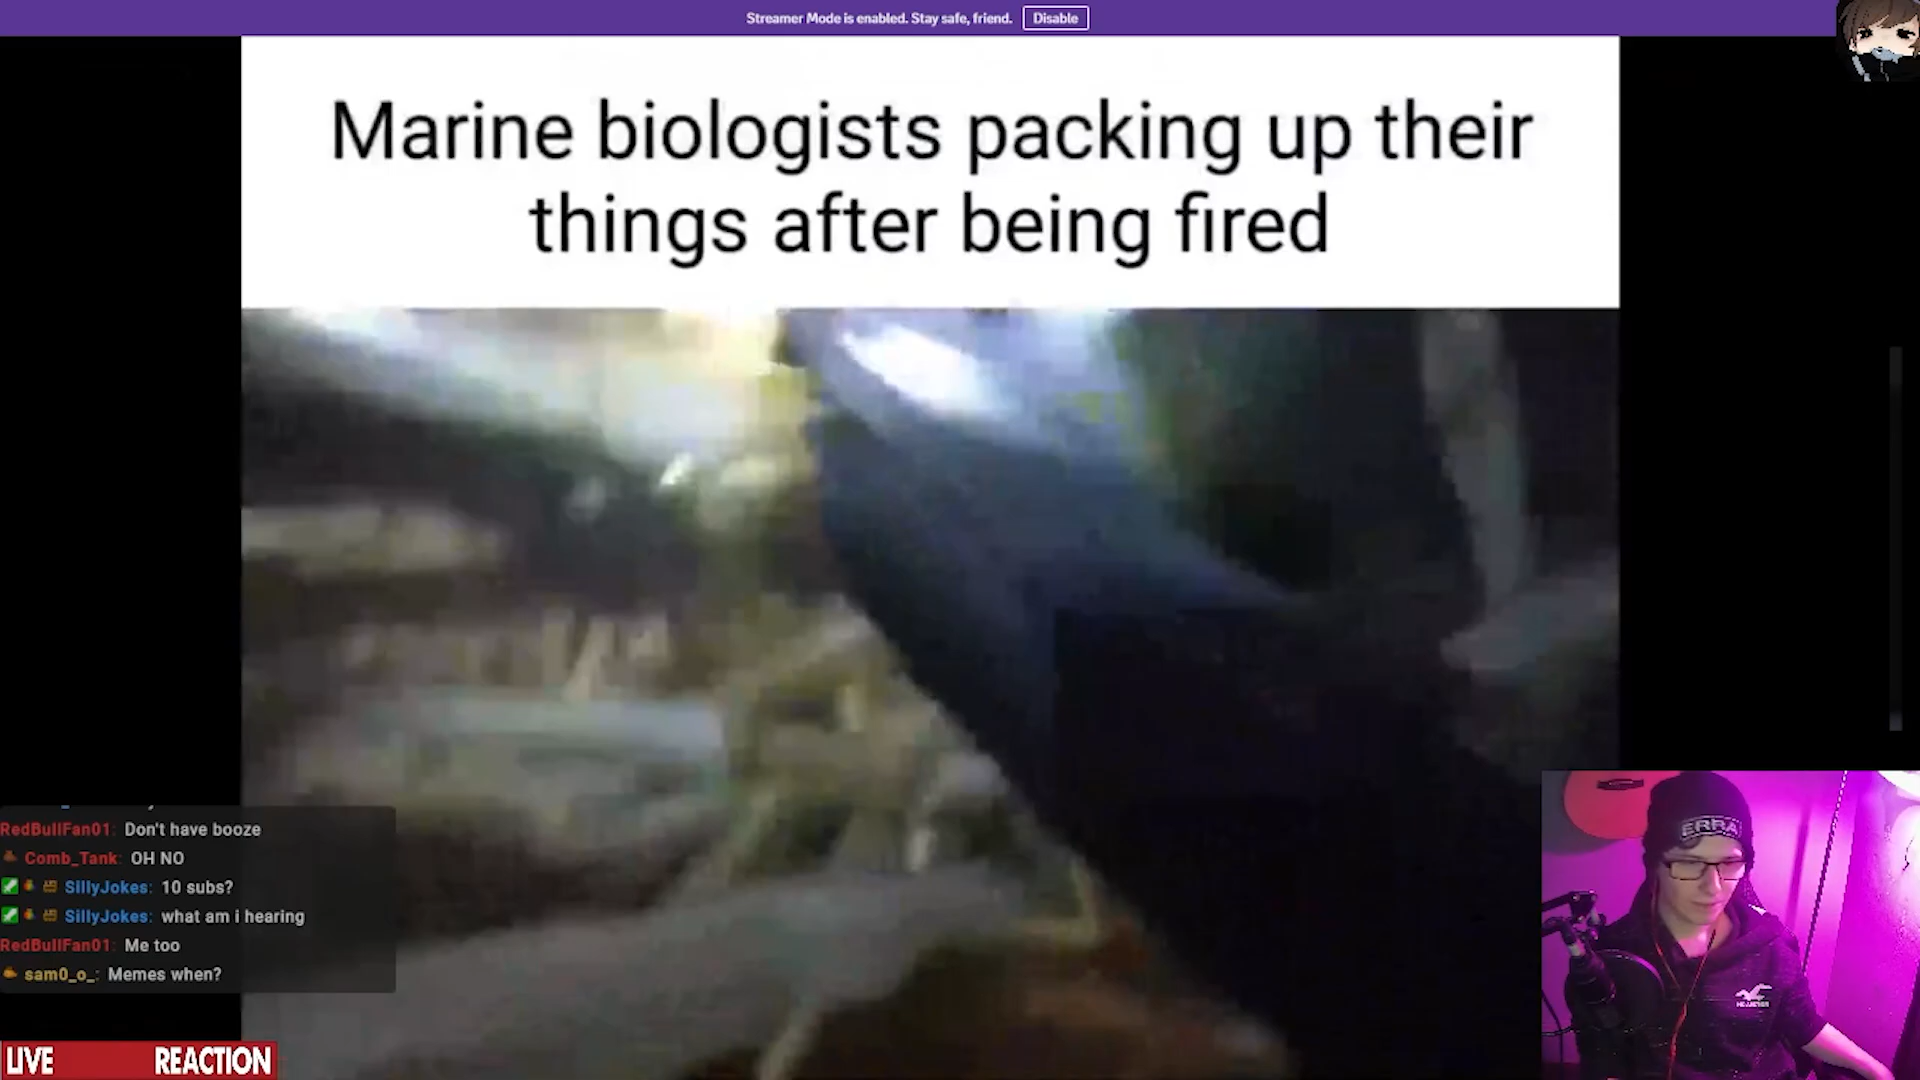 Streamer Mode is enabled. Stay safe, friend. Disable
Marine biologists packing up their
things after being fired
RedBullFan01: Don't have booze
Comb_Tank: OH NO
SillyJokes: 10 subs?
SillyJokes: what am i hearing
RedBullFan01: Me too
sam0_o_: Memes when?
LIVE REACTION
ERRA